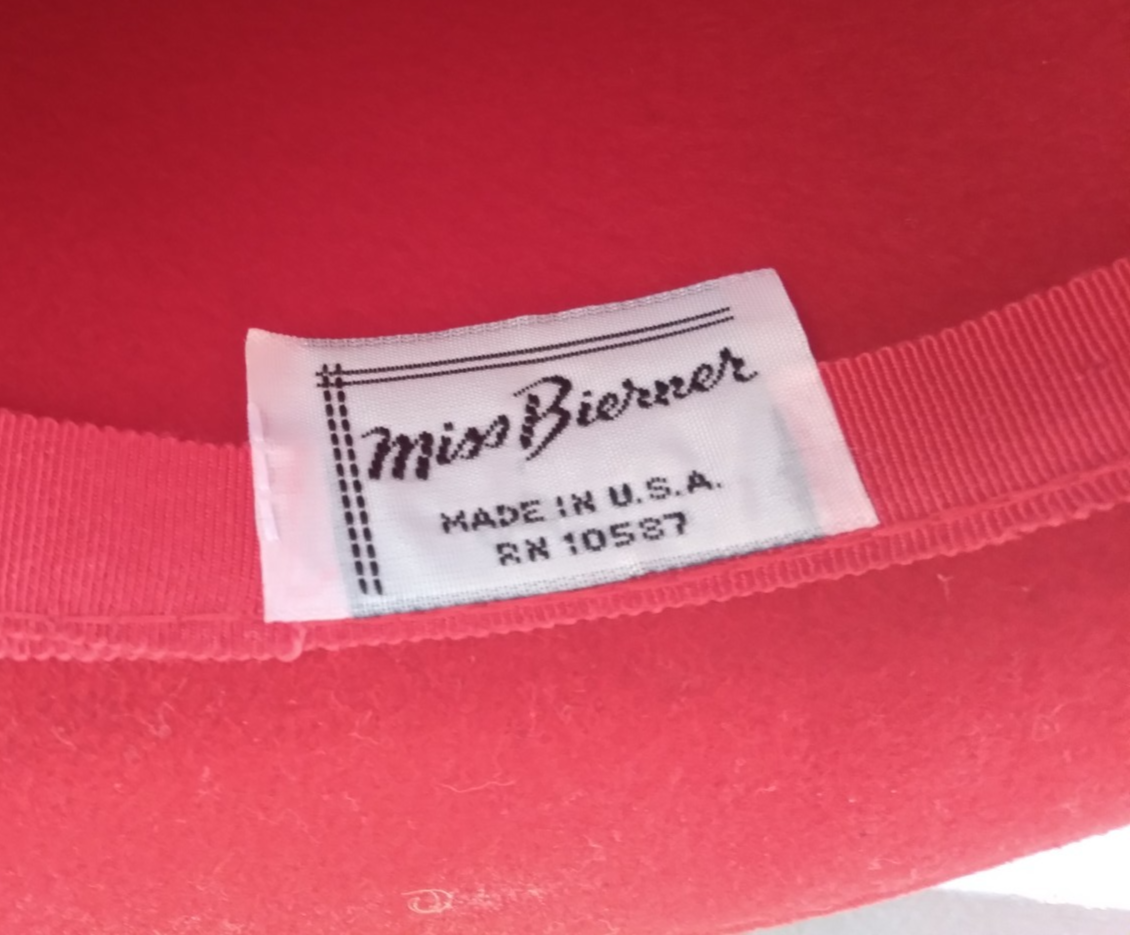 Miss Bierner
MADE IN U.S.A.
RN 10587